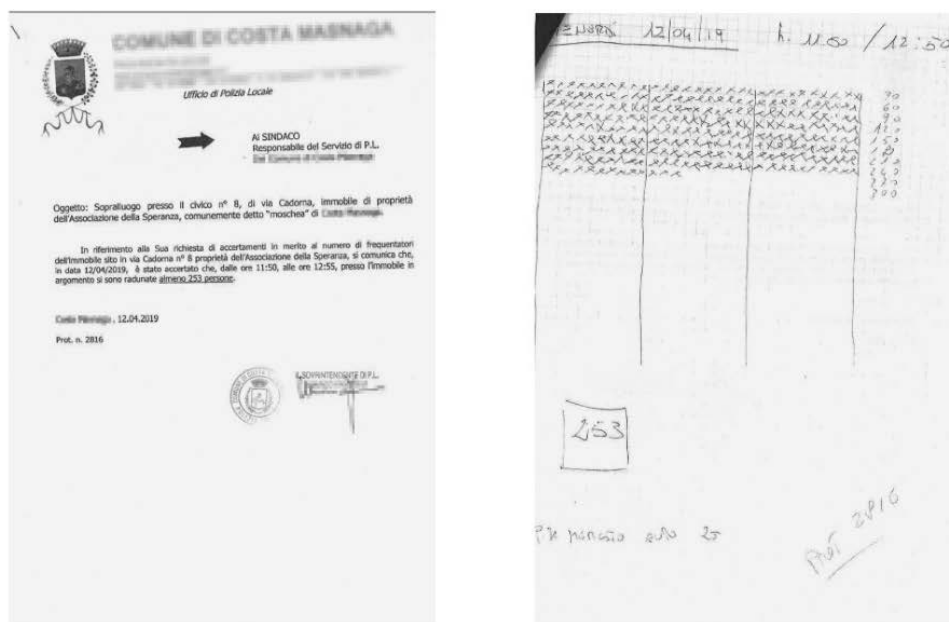 COMUNE DI COSTA MASNAGA
Ufficio di Polizia Locale
Al SINDACO
Responsabile del Servizio di P.L.
Oggetto: Sopralluogo presso il civico n° 8, di via Cadorna, immobile di proprietà
dell'Associazione della Speranza, comunemente detto "moschea" di
In riferimento alla Sua richiesta di accertamenti in merito al numero di frequentatori
dell'immobile sito in via Cadorna n° 8 proprietà dell'Associazione della Speranza, si comunica che,
in data 12/04/2019, è stato accertato che, dalle ore 11:50, alle ore 12:55, presso l'immobile in
argomento si sono radunate almeno 253 persone.
, 12.04.2019
Prot. n. 2816
IL SOVRINTENDENTE DI P.L.
12/04/19 h. 11:50 / 12:50
30
60
90
120
150
210
240
270
300
253
Prot 2816